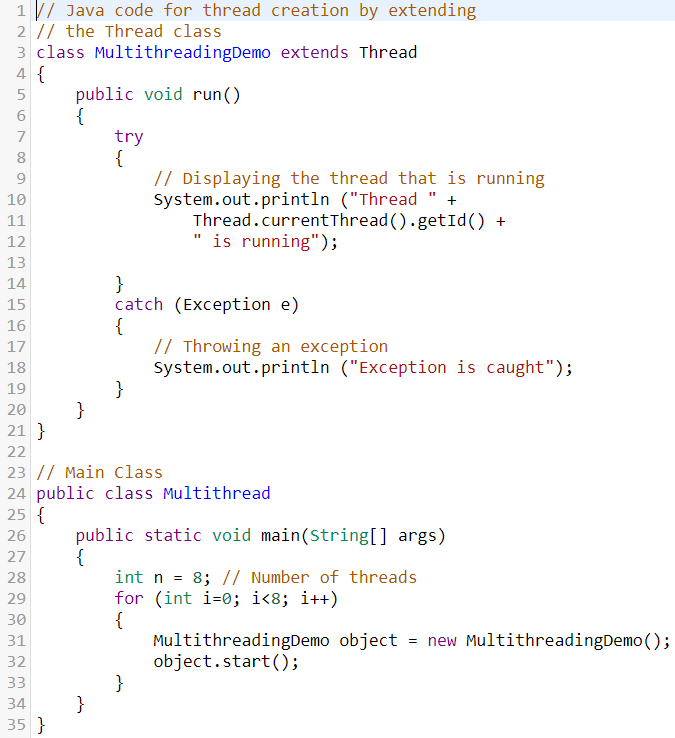 1 // Java code for thread creation by extending
2 // the Thread class
3 class MultithreadingDemo extends Thread
4 {
5     public void run()
6     {
7         try
8         {
9             // Displaying the thread that is running
10             System.out.println ("Thread " +
11                 Thread.currentThread().getId() +
12                 " is running");
13
14         }
15         catch (Exception e)
16         {
17             // Throwing an exception
18             System.out.println ("Exception is caught");
19         }
20     }
21 }
22
23 // Main Class
24 public class Multithread
25 {
26     public static void main(String[] args)
27     {
28         int n = 8; // Number of threads
29         for (int i=0; i<8; i++)
30         {
31             MultithreadingDemo object = new MultithreadingDemo();
32             object.start();
33         }
34     }
35 }